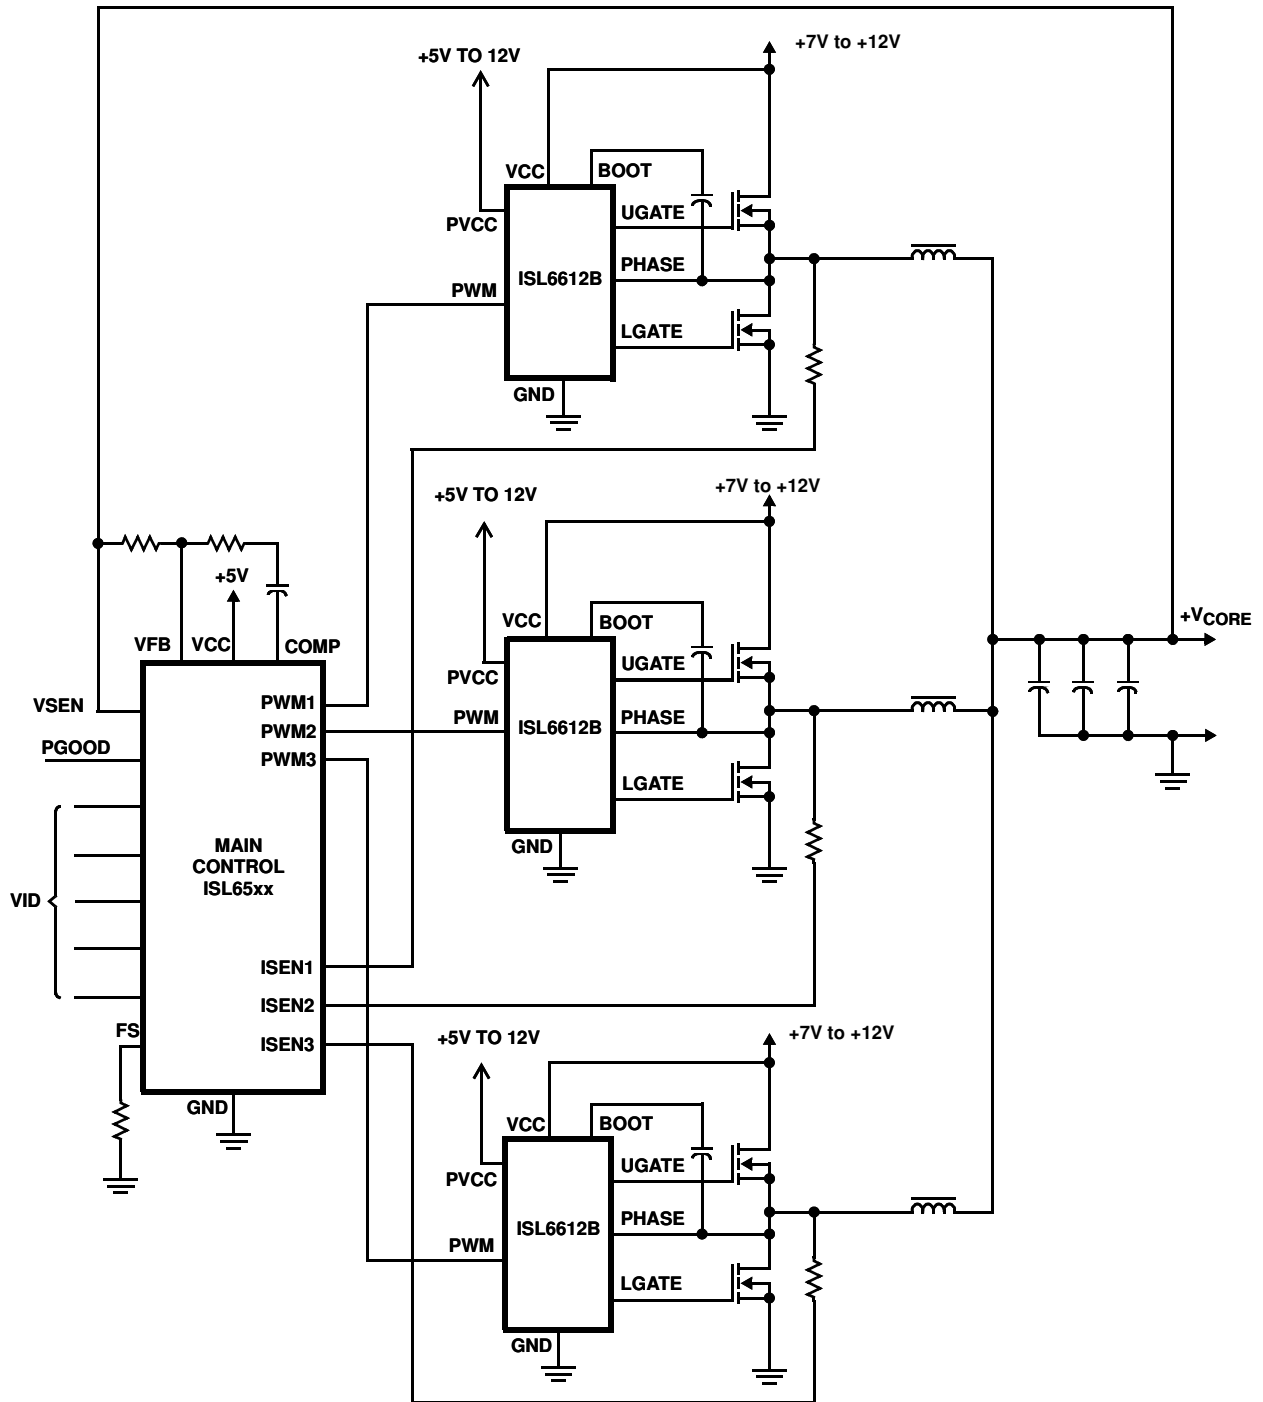 +7V to +12V
+5V TO 12V
VCC
BOOT
UGATE
PVCC
PHASE
ISL6612B
PWM
LGATE
GND
+7V to +12V
+5V TO 12V
+5V
VCC
BOOT
+VCORE
VFB
VCC
COMP
UGATE
PVCC
VSEN
PWM1
PWM
PHASE
ISL6612B
PWM2
PGOOD
PWM3
LGATE
MAIN
CONTROL
ISL65xx
GND
VID
ISEN1
ISEN2
FS
ISEN3
+5V TO 12V
+7V to +12V
GND
VCC
BOOT
UGATE
PVCC
PHASE
ISL6612B
PWM
LGATE
GND